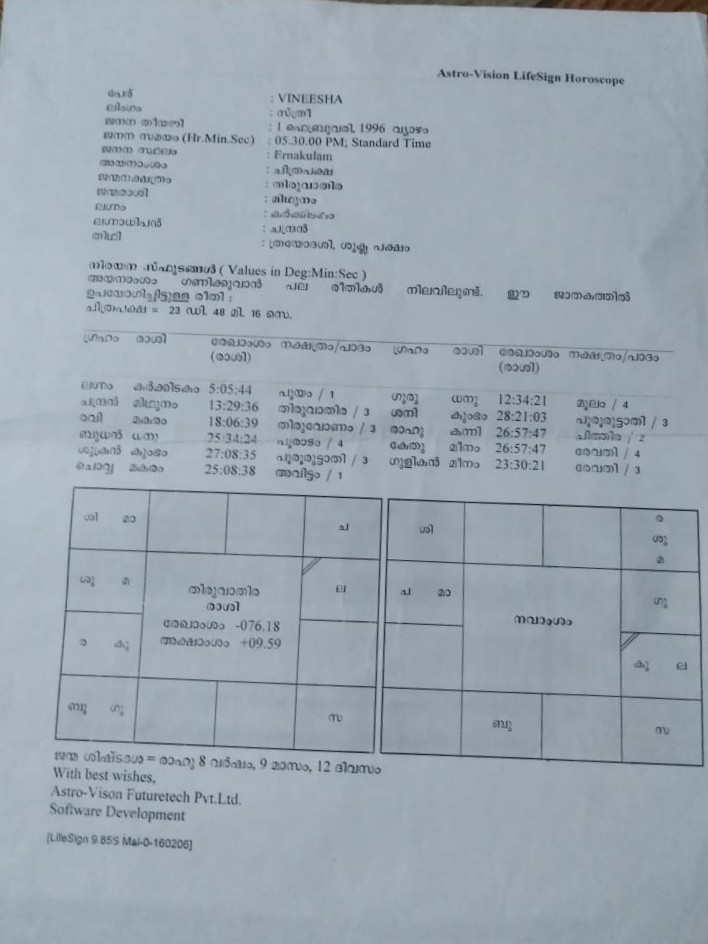 Astro-Vision LifeSign Horoscope
പേര് : VINEESHA
ലിംഗം : സ്ത്രീ
ജനന തീയതി : 1 ഫെബ്രുവരി, 1996 വ്യാഴം
ജനന സമയം (Hr.Min.Sec) : 05.30.00 PM; Standard Time
ജനന സ്ഥലം : Ernakulam
അയനാംശം : ചിത്രപക്ഷ
ജന്മനക്ഷത്രം : തിരുവാതിര
ജന്മരാശി : മിഥുനം
ലഗ്നം : കർക്കിടകം
ലഗ്നാധിപൻ : ചന്ദ്രൻ
തിഥി : ത്രയോദശി, ശുക്ല പക്ഷം
നിരയന സ്ഫുടങ്ങൾ ( Values in Deg:Min:Sec )
അയനാംശം ഗണിക്കുവാൻ പല രീതികൾ നിലവിലുണ്ട്. ഈ ജാതകത്തിൽ
ഉപയോഗിച്ചിട്ടുള്ള രീതി :
ചിത്രപക്ഷ = 23 ഡി. 48 മി. 16 സെ.
ഗ്രഹം രാശി രേഖാംശം നക്ഷത്രം/പാദം ഗ്രഹം രാശി രേഖാംശം നക്ഷത്രം/പാദം
(രാശി) (രാശി)
ലഗ്നം കർക്കിടകം 5:05:44 പൂയം / 1 ഗുരു ധനു 12:34:21 മൂലം / 4
ചന്ദ്രൻ മിഥുനം 13:29:36 തിരുവാതിര / 3 ശനി കുംഭം 28:21:03 പൂരുരുട്ടാതി / 3
രവി മകരം 18:06:39 തിരുവോണം / 3 രാഹു കന്നി 26:57:47 ചിത്തിര / 2
ബുധൻ ധനു 25:34:24 പൂരാടം / 4 കേതു മീനം 26:57:47 രേവതി / 4
ശുക്രൻ കുംഭം 27:08:35 പൂരുരുട്ടാതി / 3 ഗുളികൻ മീനം 23:30:21 രേവതി / 3
ചൊവ്വ മകരം 25:08:38 അവിട്ടം / 1
ശി മാ ച ശി ര
ശു
മ
ശു മ ല ച മാ ഗു
തിരുവാതിര
രാശി
രേഖാംശം -076.18
അക്ഷാംശം +09.59
നവാംശം
ര കു കു ല
ബു ഗു സ ബു സ
ജന്മ ശിഷ്ടദശ = രാഹു 8 വർഷം, 9 മാസം, 12 ദിവസം
With best wishes,
Astro-Vison Futuretech Pvt.Ltd.
Software Development
[LifeSign 9.85S Mal-0-160206]